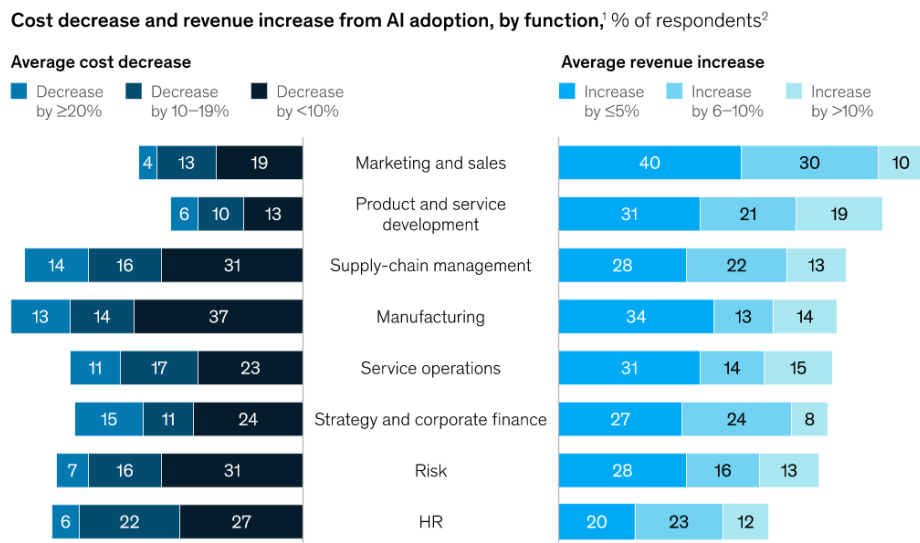 Cost decrease and revenue increase from AI adoption, by function,¹ % of respondents²
Average cost decrease
Average revenue increase
Decrease by ≥20%
Decrease by 10–19%
Decrease by <10%
Increase by ≤5%
Increase by 6–10%
Increase by >10%
4 13 19 Marketing and sales 40 30 10
6 10 13 Product and service development 31 21 19
14 16 31 Supply-chain management 28 22 13
13 14 37 Manufacturing 34 13 14
11 17 23 Service operations 31 14 15
15 11 24 Strategy and corporate finance 27 24 8
7 16 31 Risk 28 16 13
6 22 27 HR 20 23 12